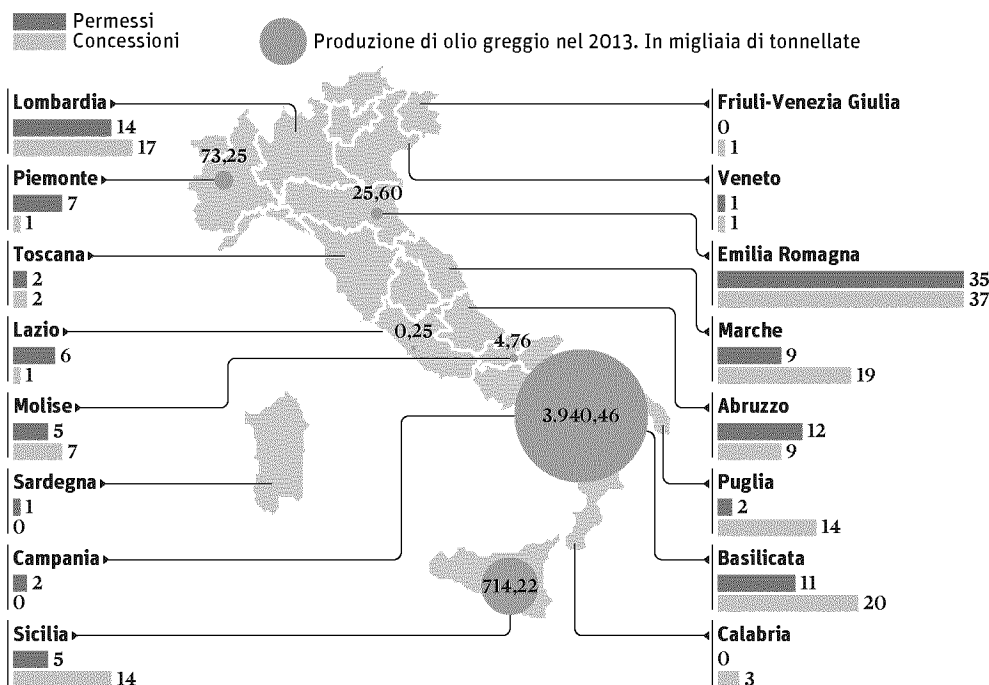 Permessi
Concessioni
Produzione di olio greggio nel 2013. In migliaia di tonnellate
Lombardia
14
17
Piemonte
7
1
Toscana
2
2
Lazio
6
1
Molise
5
7
Sardegna
1
0
Campania
2
0
Sicilia
5
14
73,25
25,60
0,25
4,76
3.940,46
714,22
Friuli-Venezia Giulia
0
1
Veneto
1
1
Emilia Romagna
35
37
Marche
9
19
Abruzzo
12
9
Puglia
2
14
Basilicata
11
20
Calabria
0
3